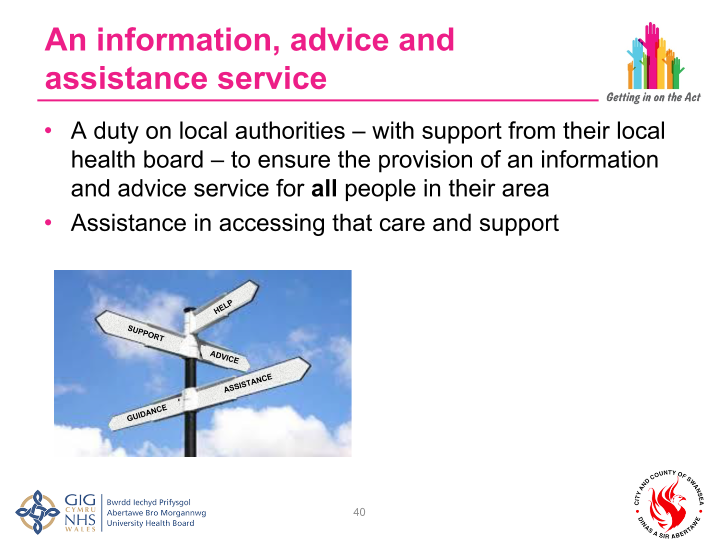 An information, advice and
assistance service
Getting in on the Act
• A duty on local authorities – with support from their local
health board – to ensure the provision of an information
and advice service for all people in their area
• Assistance in accessing that care and support
HELP
SUPPORT
ADVICE
ASSISTANCE
GUIDANCE
GIG
CYMRU
NHS
WALES
Bwrdd Iechyd Prifysgol
Abertawe Bro Morgannwg
University Health Board
40
CITY AND COUNTY OF SWANSEA
DINAS A SIR ABERTAWE